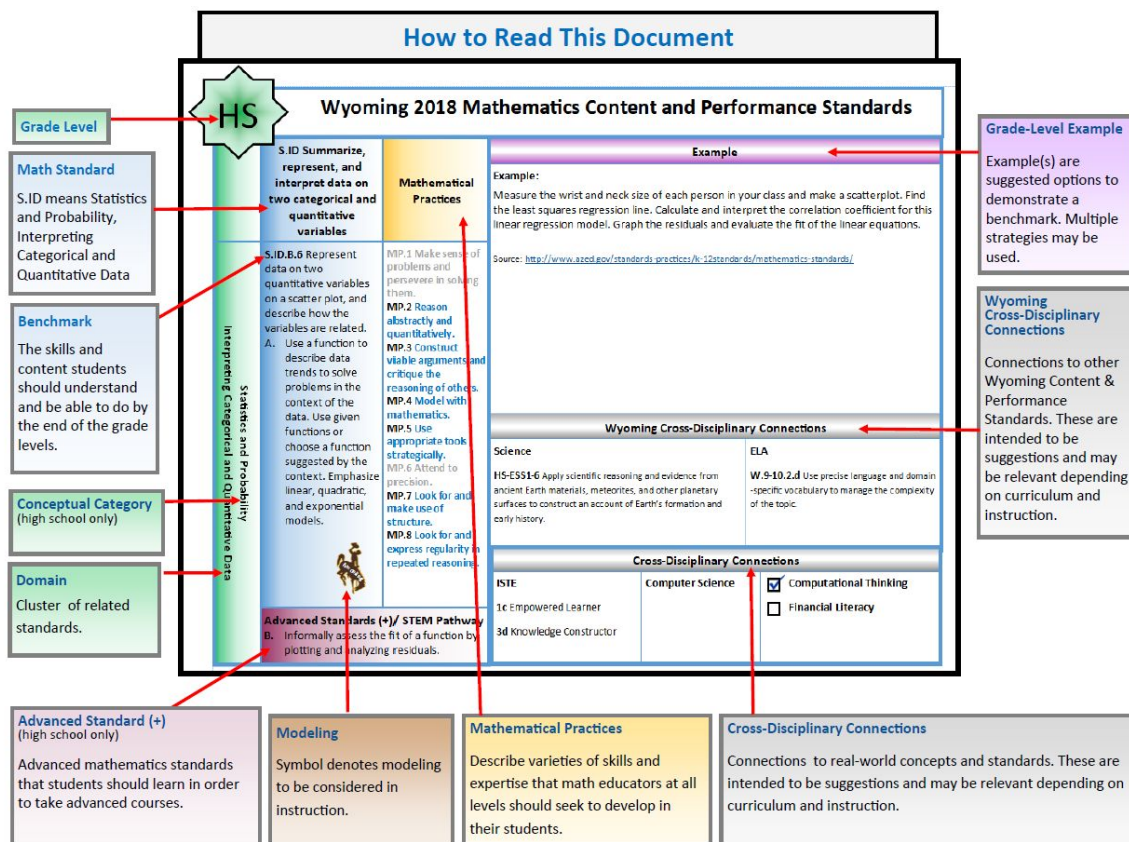 How to Read This Document
HS
Wyoming 2018 Mathematics Content and Performance Standards
Grade Level
Math Standard
S.ID means Statistics
and Probability,
Interpreting
Categorical and
Quantitative Data
Benchmark
The skills and
content students
should understand
and be able to do by
the end of the grade
levels.
Conceptual Category
(high school only)
Domain
Cluster of related
standards.
Statistics and Probability
Interpreting Categorical and Quantitative Data
S.ID Summarize,
represent, and
interpret data on
two categorical and
quantitative
variables
S.ID.B.6 Represent
data on two
quantitative variables
on a scatter plot, and
describe how the
variables are related.
A. Use a function to
describe data
trends to solve
problems in the
context of the
data. Use given
functions or
choose a function
suggested by the
context. Emphasize
linear, quadratic,
and exponential
models.
Advanced Standards (+)/ STEM Pathway
B. Informally assess the fit of a function by
plotting and analyzing residuals.
Mathematical
Practices
MP.1 Make sense of
problems and
persevere in solving
them.
MP.2 Reason
abstractly and
quantitatively.
MP.3 Construct
viable arguments and
critique the
reasoning of others.
MP.4 Model with
mathematics.
MP.5 Use
appropriate tools
strategically.
MP.6 Attend to
precision.
MP.7 Look for and
make use of
structure.
MP.8 Look for and
express regularity in
repeated reasoning.
Example
Example:
Measure the wrist and neck size of each person in your class and make a scatterplot. Find
the least squares regression line. Calculate and interpret the correlation coefficient for this
linear regression model. Graph the residuals and evaluate the fit of the linear equations.
Source: http://www.azed.gov/standards-practices/k-12standards/mathematics-standards/
Wyoming Cross-Disciplinary Connections
Science
HS-ESS1-6 Apply scientific reasoning and evidence from
ancient Earth materials, meteorites, and other planetary
surfaces to construct an account of Earth's formation and
early history.
ELA
W.9-10.2.d Use precise language and domain
-specific vocabulary to manage the complexity
of the topic.
Cross-Disciplinary Connections
ISTE
1c Empowered Learner
3d Knowledge Constructor
Computer Science
Computational Thinking
Financial Literacy
Grade-Level Example
Example(s) are
suggested options to
demonstrate a
benchmark. Multiple
strategies may be
used.
Wyoming
Cross-Disciplinary
Connections
Connections to other
Wyoming Content &
Performance
Standards. These are
intended to be
suggestions and may
be relevant depending
on curriculum and
instruction.
Advanced Standard (+)
(high school only)
Advanced mathematics standards
that students should learn in order
to take advanced courses.
Modeling
Symbol denotes modeling
to be considered in
instruction.
Mathematical Practices
Describe varieties of skills and
expertise that math educators at all
levels should seek to develop in
their students.
Cross-Disciplinary Connections
Connections to real-world concepts and standards. These are
intended to be suggestions and may be relevant depending on
curriculum and instruction.